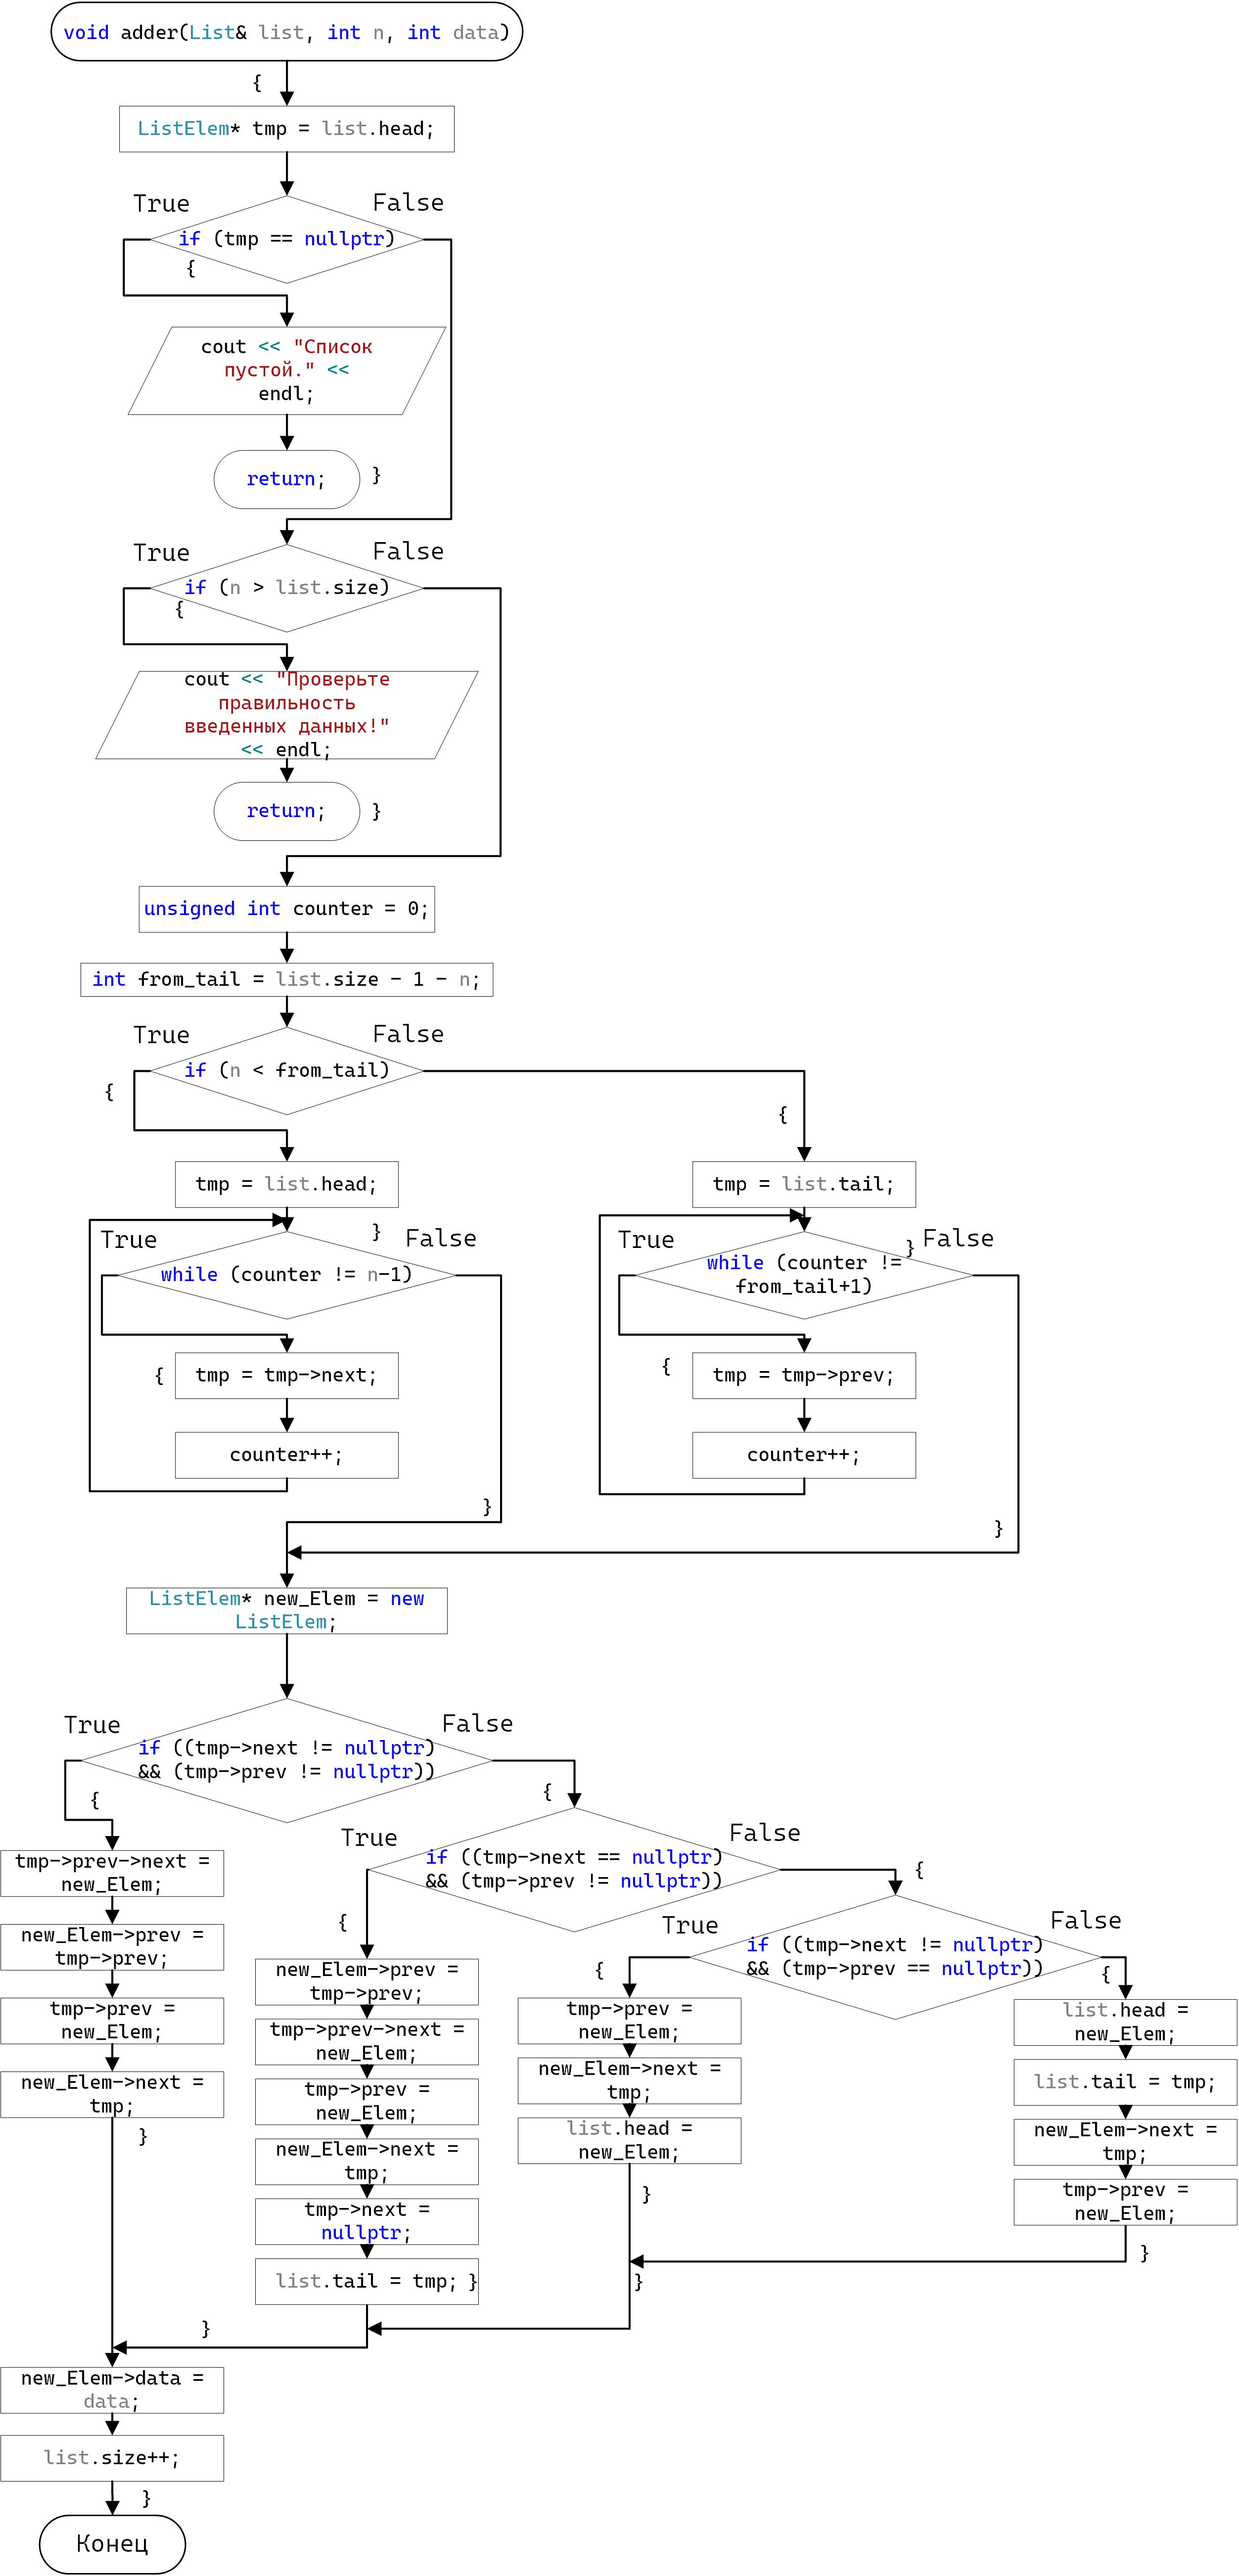 void adder(List& list, int n, int data)
{
ListElem* tmp = list.head;
True
False
if (tmp == nullptr)
{
cout << "Список
пустой." <<
endl;
return;
}
True
False
if (n > list.size)
{
cout << "Проверьте
правильность
введенных данных!"
<< endl;
return;
}
unsigned int counter = 0;
int from_tail = list.size - 1 - n;
True
False
if (n < from_tail)
{
{
tmp = list.head;
tmp = list.tail;
True
}
False
while (counter != n-1)
True
}
False
while (counter !=
from_tail+1)
{
tmp = tmp->next;
{
tmp = tmp->prev;
counter++;
counter++;
}
}
ListElem* new_Elem = new
ListElem;
True
False
if ((tmp->next != nullptr)
&& (tmp->prev != nullptr))
{
{
True
False
if ((tmp->next == nullptr)
&& (tmp->prev != nullptr))
{
{
True
False
if ((tmp->next != nullptr)
&& (tmp->prev == nullptr))
{
{
tmp->prev->next =
new_Elem;
new_Elem->prev =
tmp->prev;
tmp->prev =
new_Elem;
new_Elem->next =
tmp;
}
new_Elem->prev =
tmp->prev;
tmp->prev->next =
new_Elem;
tmp->prev =
new_Elem;
new_Elem->next =
tmp;
tmp->next =
nullptr;
list.tail = tmp; }
tmp->prev =
new_Elem;
new_Elem->next =
tmp;
list.head =
new_Elem;
}
list.head =
new_Elem;
list.tail = tmp;
new_Elem->next =
tmp;
tmp->prev =
new_Elem;
}
}
}
new_Elem->data =
data;
list.size++;
}
Конец